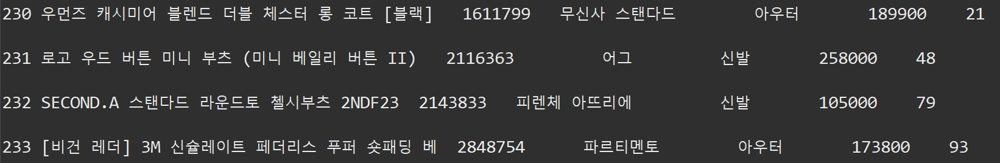 230 우먼즈 캐시미어 블렌드 더블 체스터 롱 코트 [블랙] 1611799 무신사 스탠다드 아우터 189900 21
231 로고 우드 버튼 미니 부츠 (미니 베일리 버튼 II) 2116363 어그 신발 258000 48
232 SECOND.A 스탠다드 라운드토 첼시부츠 2NDF23 2143833 피렌체 아뜨리에 신발 105000 79
233 [비건 레더] 3M 신슐레이트 페더리스 푸퍼 숏패딩 베 2848754 파르티멘토 아우터 173800 93